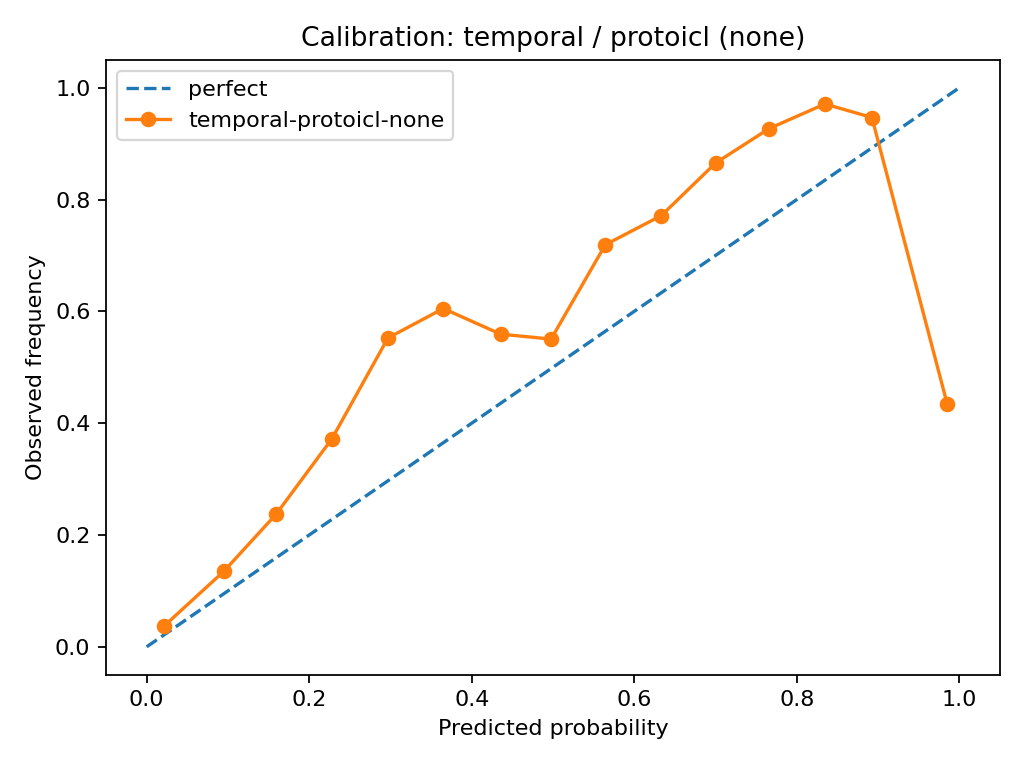 Calibration: temporal / protoicl (none)
perfect
temporal-protoicl-none
1.0
0.8
0.6
0.4
0.2
0.0
Observed frequency
0.0 0.2 0.4 0.6 0.8 1.0
Predicted probability